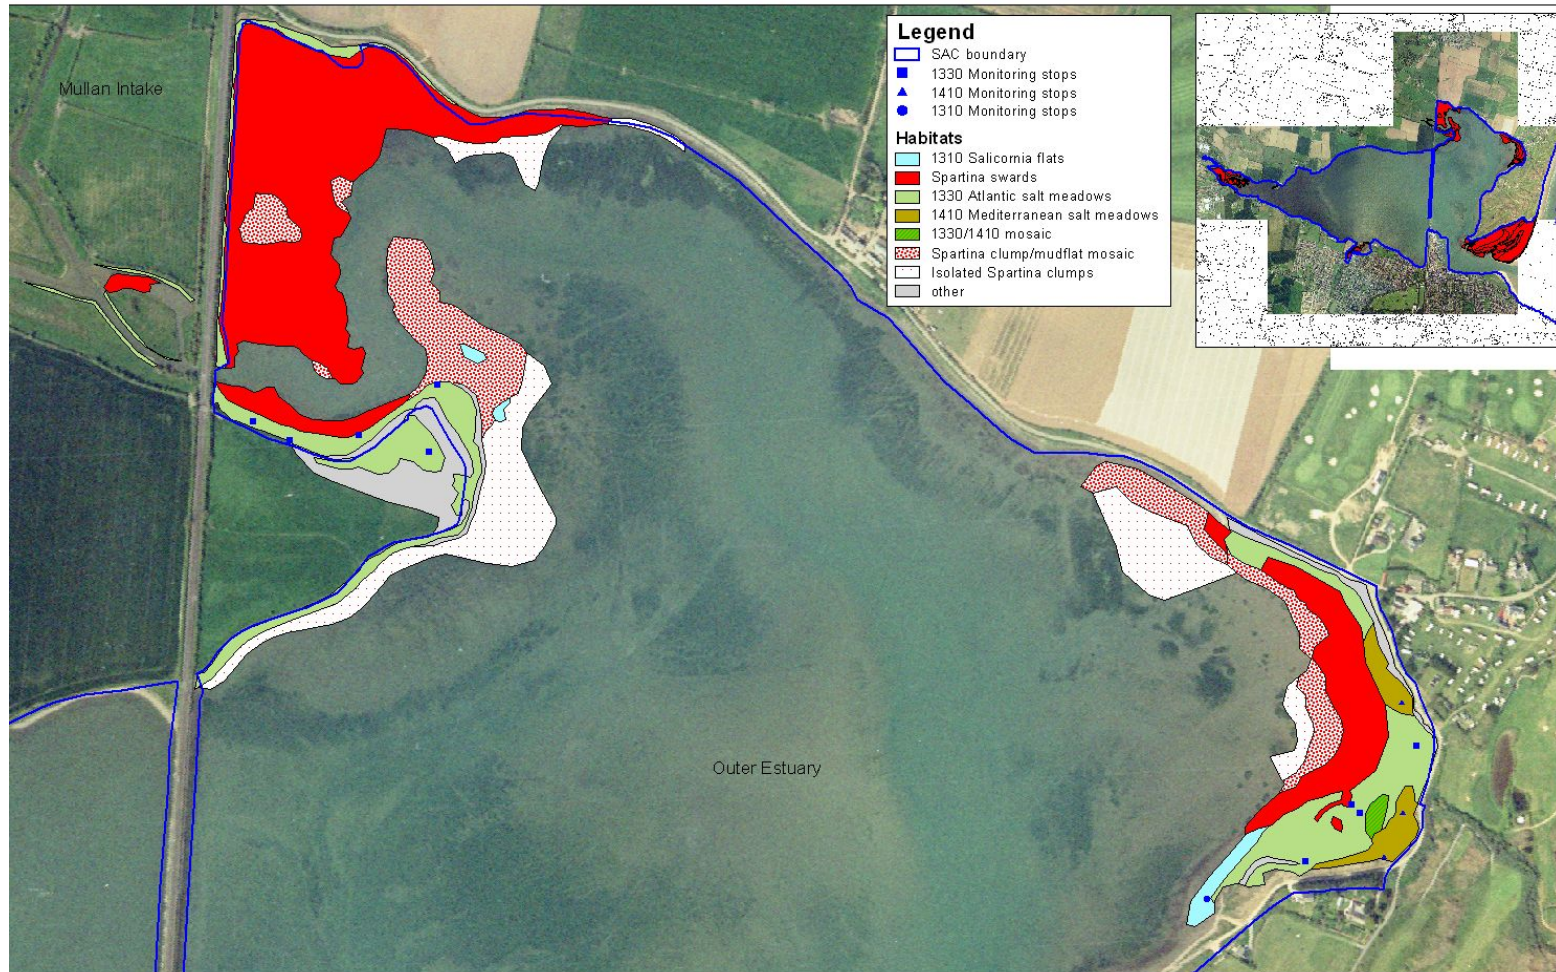 Mullan Intake
Legend
SAC boundary
1330 Monitoring stops
1410 Monitoring stops
1310 Monitoring stops
Habitats
1310 Salicornia flats
Spartina swards
1330 Atlantic salt meadows
1410 Mediterranean salt meadows
1330/1410 mosaic
Spartina clump/mudflat mosaic
Isolated Spartina clumps
other
Outer Estuary